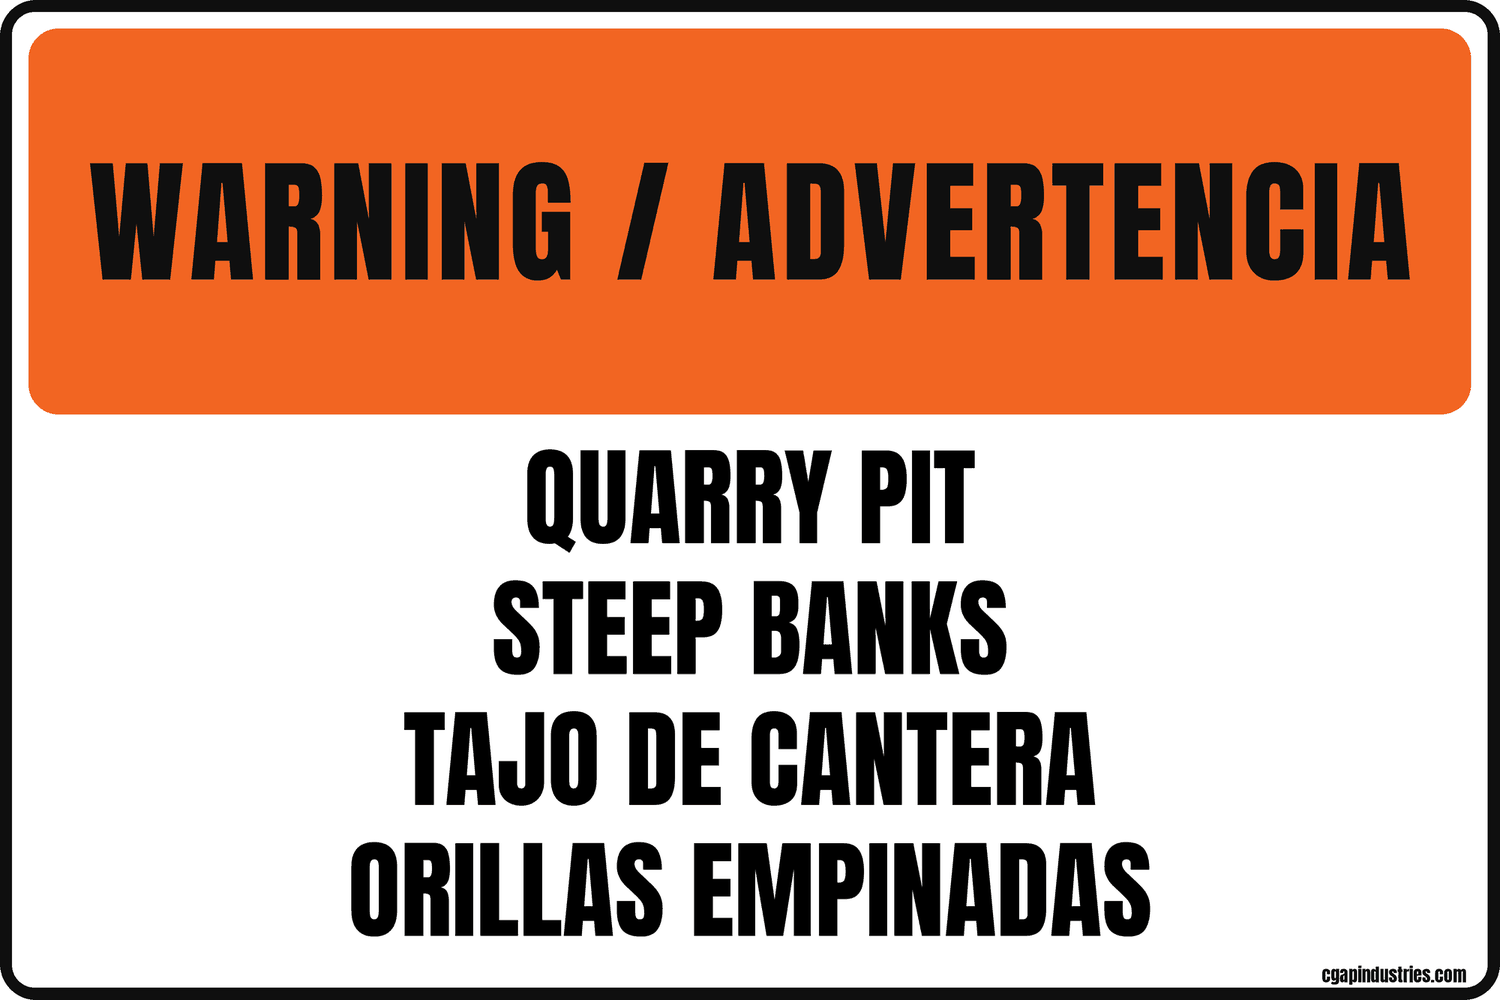 WARNING / ADVERTENCIA
QUARRY PIT
STEEP BANKS
TAJO DE CANTERA
ORILLAS EMPINADAS
cgapindustries.com